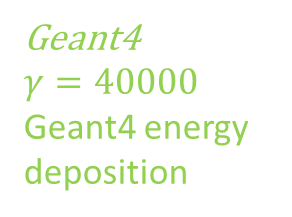 Geant4
γ = 40000
Geant4 energy
deposition